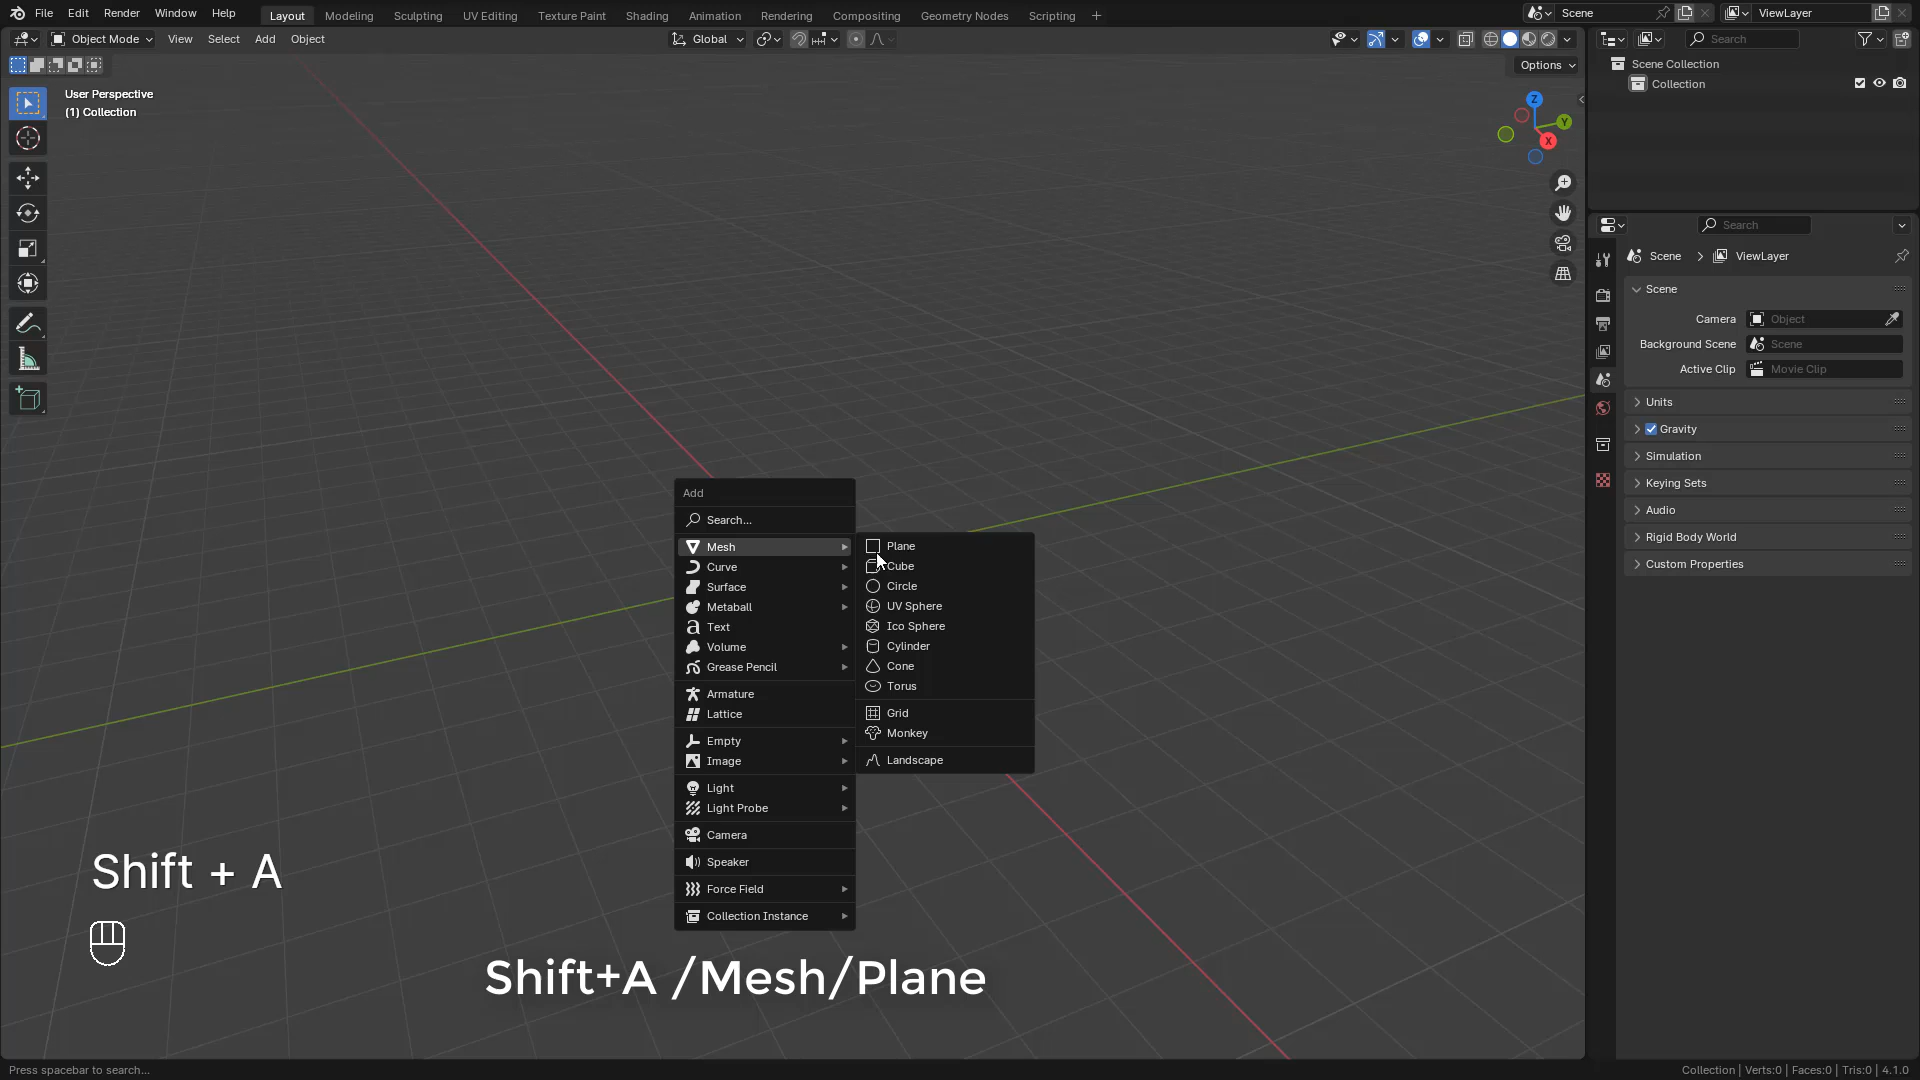 File Edit Render Window Help Layout Modeling Sculpting UV Editing Texture Paint Shading Animation Rendering Compositing Geometry Nodes Scripting + Scene ViewLayer
Object Mode View Select Add Object Global Search
Options
User Perspective
(1) Collection
Z
Y
X
Scene Collection
Collection
Search
Scene > ViewLayer
Scene
Camera Object
Background Scene Scene
Active Clip Movie Clip
Units
Gravity
Simulation
Keying Sets
Audio
Rigid Body World
Custom Properties
Add
Search...
Mesh
Curve
Surface
Metaball
Text
Volume
Grease Pencil
Armature
Lattice
Empty
Image
Light
Light Probe
Camera
Speaker
Force Field
Collection Instance
Plane
Cube
Circle
UV Sphere
Ico Sphere
Cylinder
Cone
Torus
Grid
Monkey
Landscape
Shift + A
Shift+A /Mesh/Plane
Press spacebar to search...
Collection | Verts:0 | Faces:0 | Tris:0 | 4.1.0